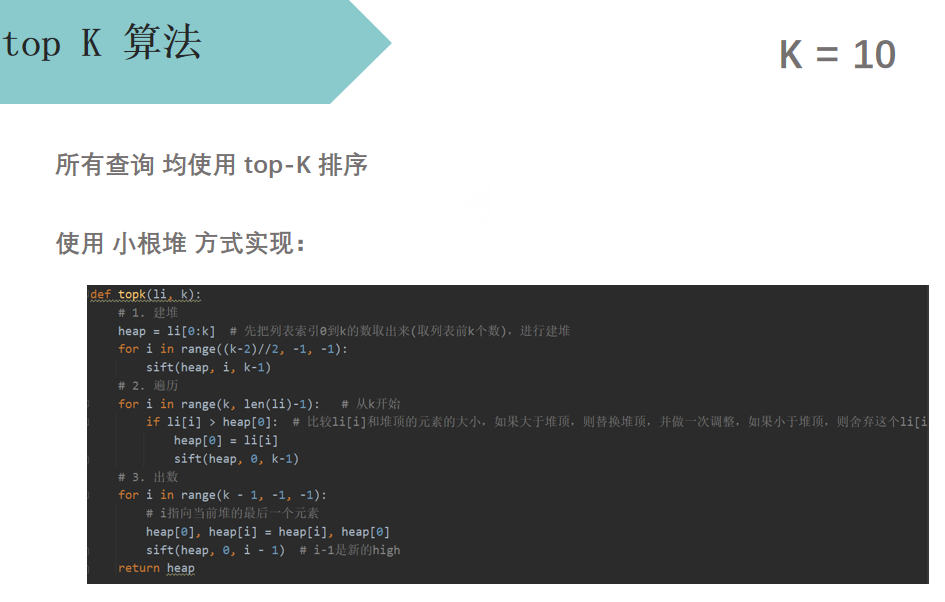 top K 算法
K = 10
所有查询 均使用 top-K 排序
使用 小根堆 方式实现：
def topk(li, k):
# 1. 建堆
heap = li[0:k]  # 先把列表索引0到k的数取出来(取列表前k个数)，进行建堆
for i in range((k-2)//2, -1, -1):
sift(heap, i, k-1)
# 2. 遍历
for i in range(k, len(li)-1):   # 从k开始
if li[i] > heap[0]:  # 比较li[i]和堆顶的元素的大小，如果大于堆顶，则替换堆顶，并做一次调整，如果小于堆顶，则舍弃这个li[i
heap[0] = li[i]
sift(heap, 0, k-1)
# 3. 出数
for i in range(k - 1, -1, -1):
# i指向当前堆的最后一个元素
heap[0], heap[i] = heap[i], heap[0]
sift(heap, 0, i - 1)  # i-1是新的high
return heap